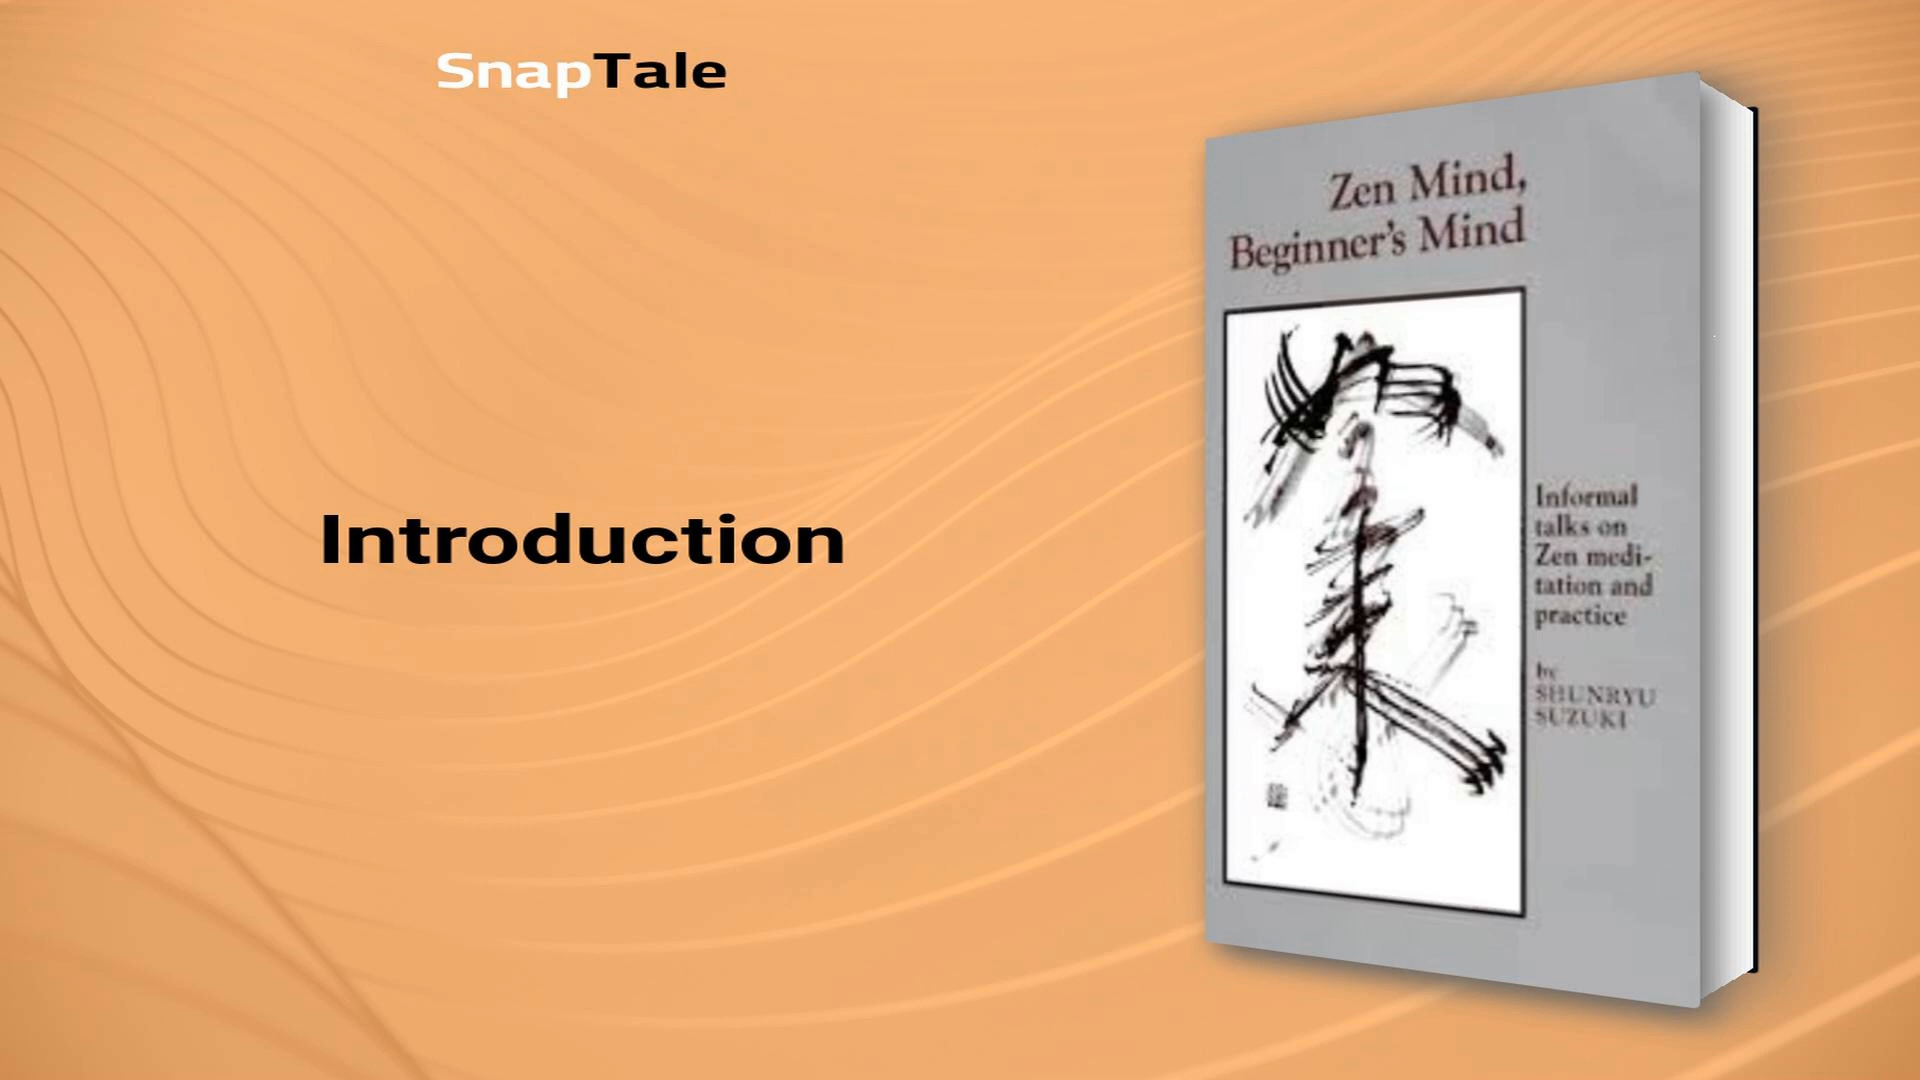 SnapTale
Introduction
Zen Mind,
Beginner's Mind
Informal
talks on
Zen medi-
tation and
practice
by
SHUNRYU
SUZUKI